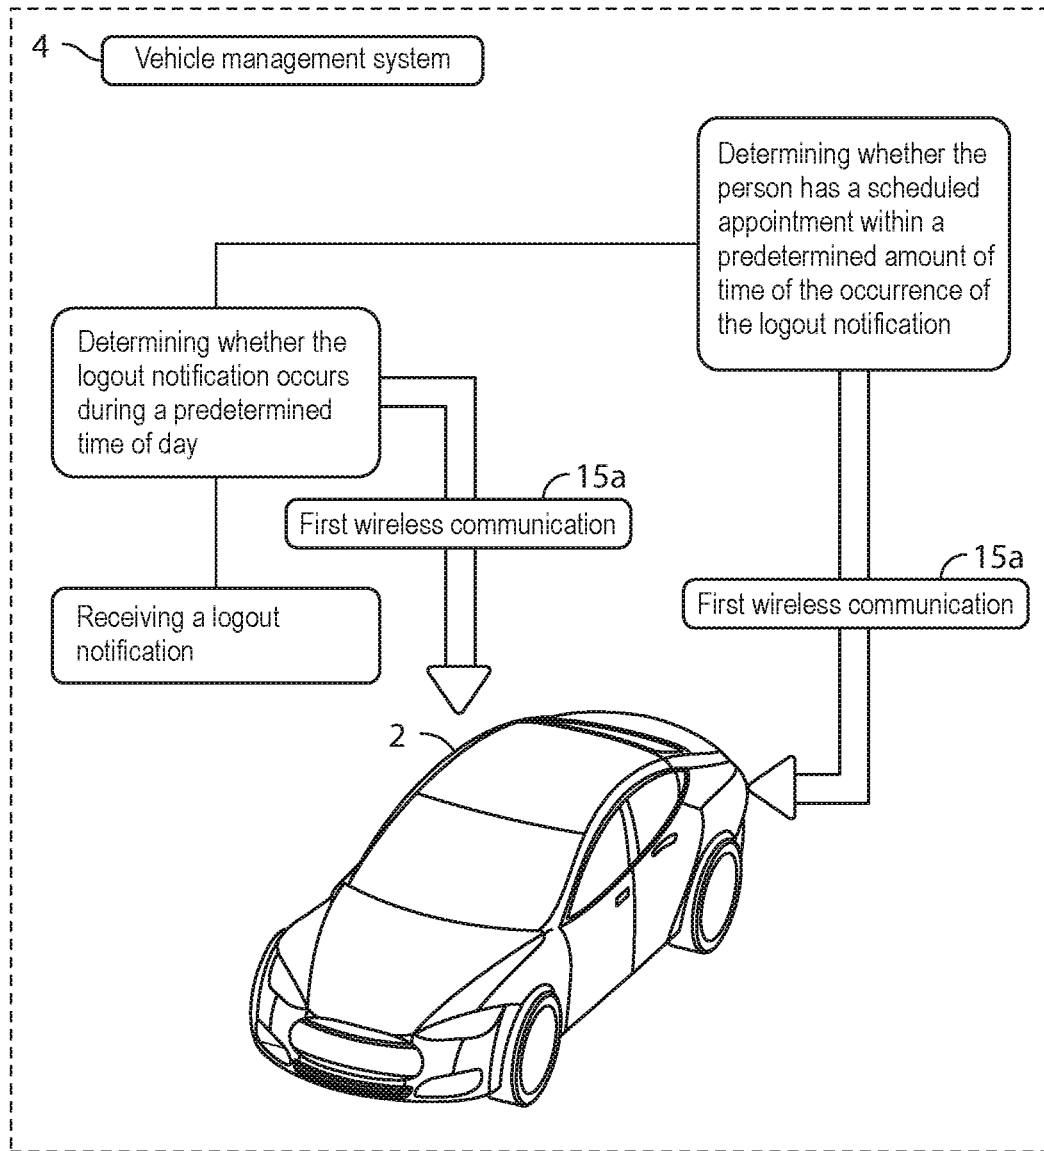 4
Vehicle management system
Determining whether the
person has a scheduled
appointment within a
predetermined amount of
time of the occurrence of
the logout notification
Determining whether the
logout notification occurs
during a predetermined
time of day
15a
First wireless communication
15a
First wireless communication
Receiving a logout
notification
2